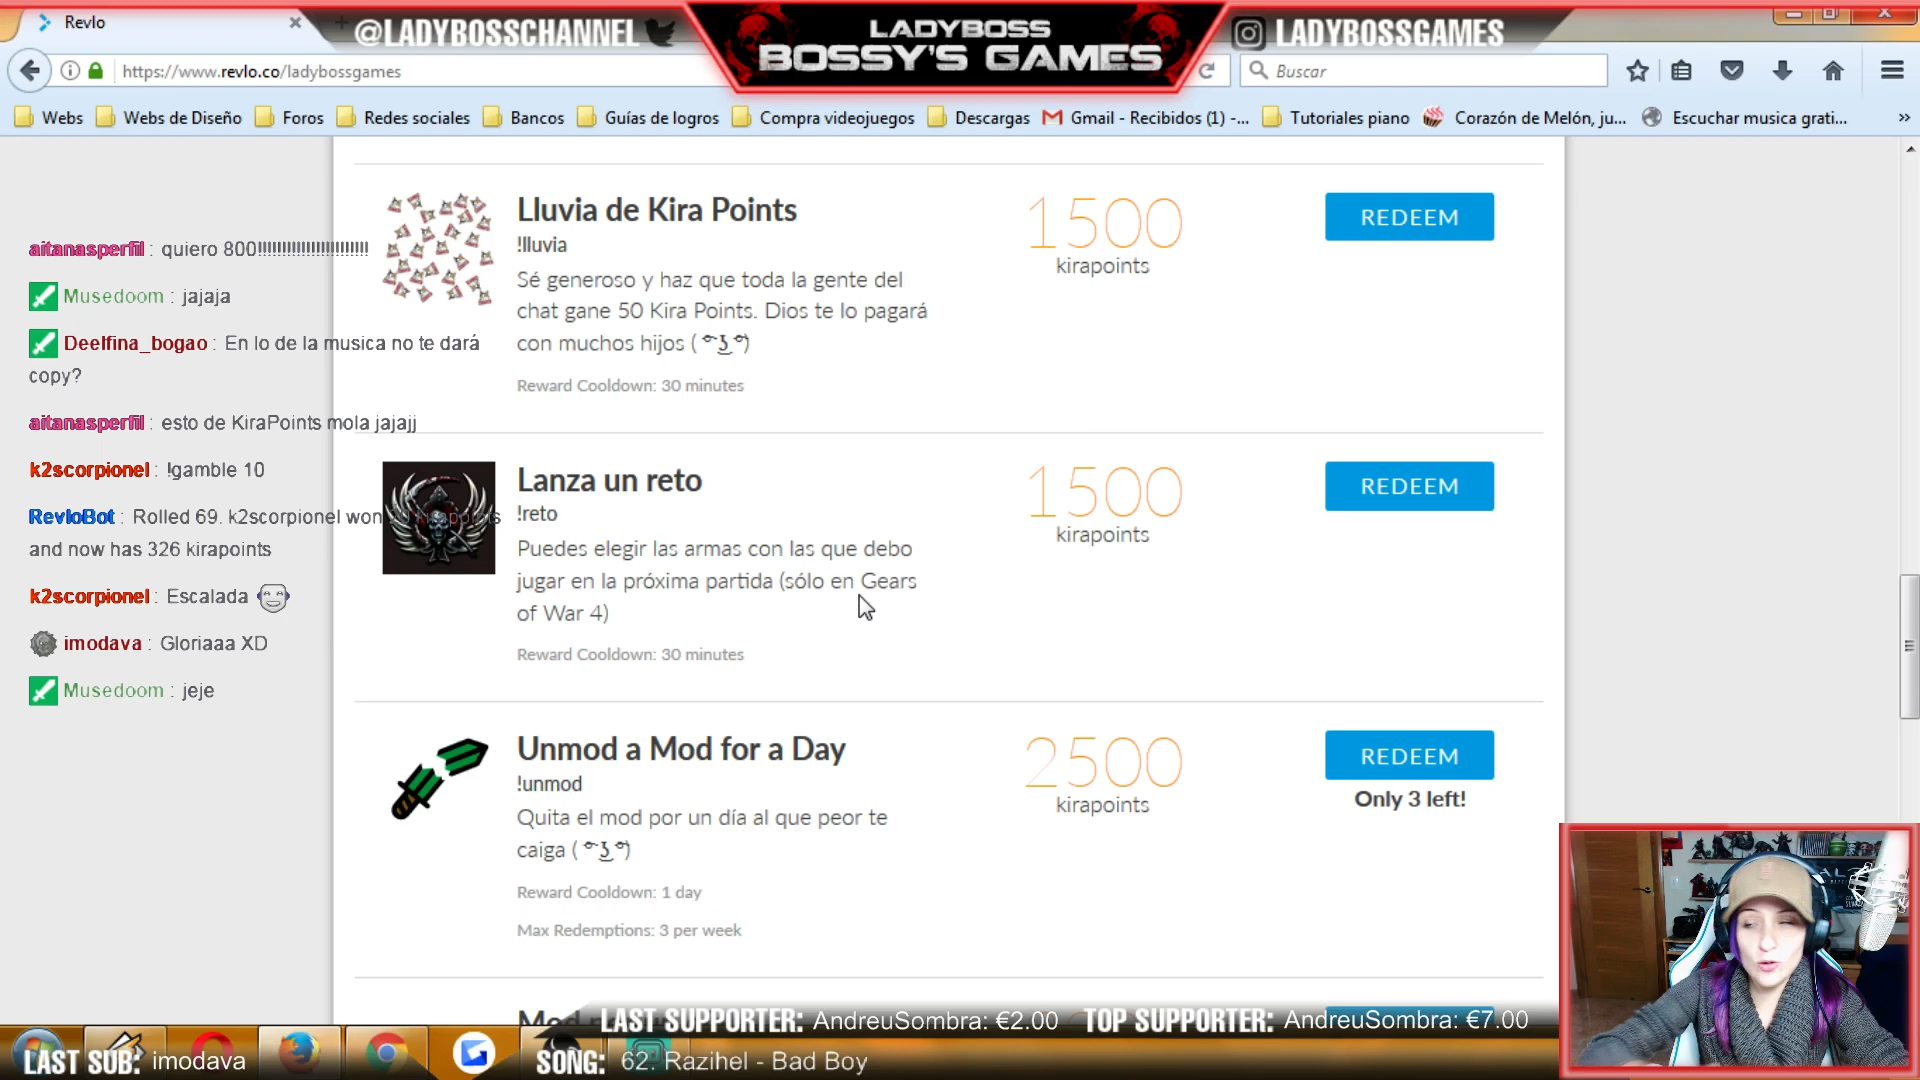 Revlo
@LADYBOSSCHANNEL
LADYBOSS
BOSSY'S GAMES
LADYBOSSGAMES
https://www.revlo.co/ladybossgames
Buscar
Webs
Webs de Diseño
Foros
Redes sociales
Bancos
Guías de logros
Compra videojuegos
Descargas
Gmail - Recibidos (1) -...
Tutoriales piano
Corazón de Melón, ju...
Escuchar musica grati...
»
aitanasperfil : quiero 800!!!!!!!!!!!!!!!!!!!!!!!
Musedoom : jajaja
Deelfina_bogao : En lo de la musica no te dará
copy?
aitanasperfil : esto de KiraPoints mola jajajj
k2scorpionel : !gamble 10
RevloBot : Rolled 69. k2scorpionel won 20 kirapoints
and now has 326 kirapoints
k2scorpionel : Escalada
imodava : Gloriaaa XD
Musedoom : jeje
Lluvia de Kira Points
!lluvia
Sé generoso y haz que toda la gente del
chat gane 50 Kira Points. Dios te lo pagará
con muchos hijos ( ͡° ͜ʖ ͡°)
Reward Cooldown: 30 minutes
1500
kirapoints
REDEEM
Lanza un reto
!reto
Puedes elegir las armas con las que debo
jugar en la próxima partida (sólo en Gears
of War 4)
Reward Cooldown: 30 minutes
1500
kirapoints
REDEEM
Unmod a Mod for a Day
!unmod
Quita el mod por un día al que peor te
caiga ( ͡° ͜ʖ ͡°)
Reward Cooldown: 1 day
Max Redemptions: 3 per week
2500
kirapoints
REDEEM
Only 3 left!
LAST SUPPORTER: AndreuSombra: €2.00
TOP SUPPORTER: AndreuSombra: €7.00
LAST SUB: imodava
SONG: 62. Razihel - Bad Boy